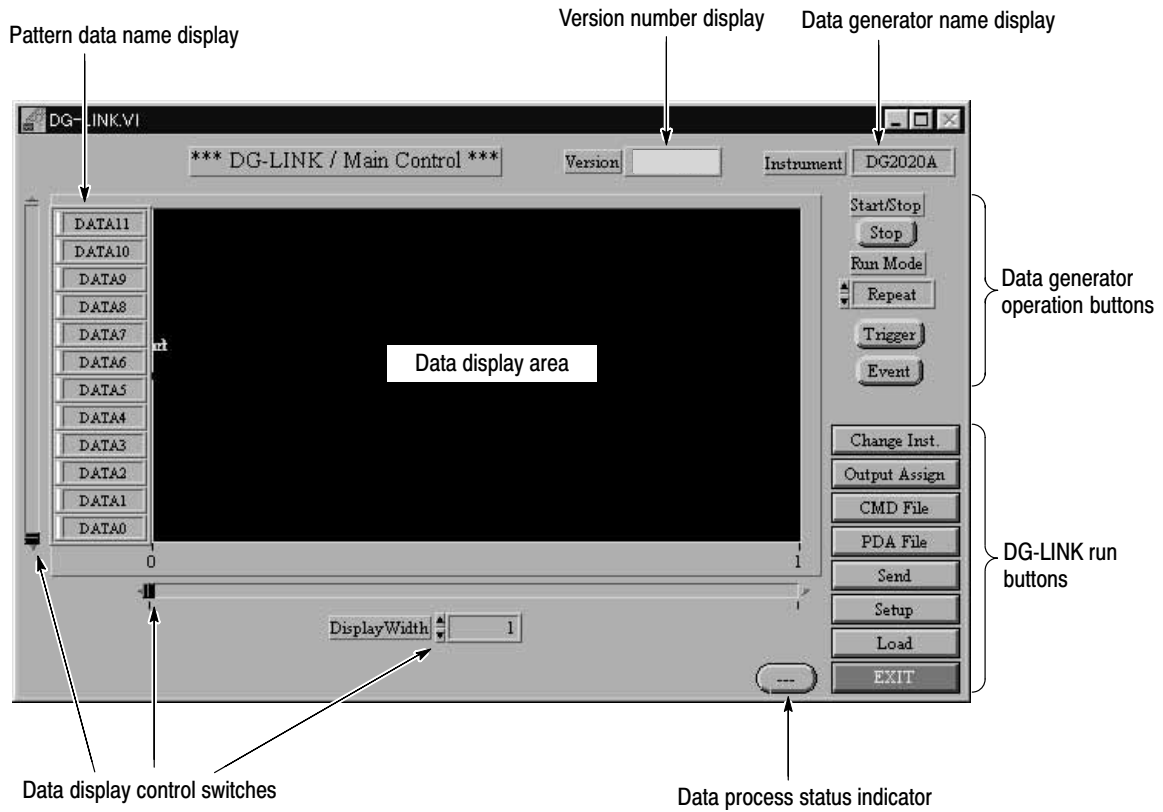 Version number display
Data generator name display
Pattern data name display
DG-LINK.VI
*** DG-LINK / Main Control ***
Version
Instrument
DG2020A
DATA11
DATA10
DATA9
DATA8
DATA7
DATA6
DATA5
DATA4
DATA3
DATA2
DATA1
DATA0
Data display area
Start/Stop
Stop
Run Mode
Repeat
Trigger
Event
Data generator
operation buttons
Change Inst.
Output Assign
CMD File
PDA File
Send
Setup
Load
EXIT
DG-LINK run
buttons
0
1
DisplayWidth
1
---
Data display control switches
Data process status indicator